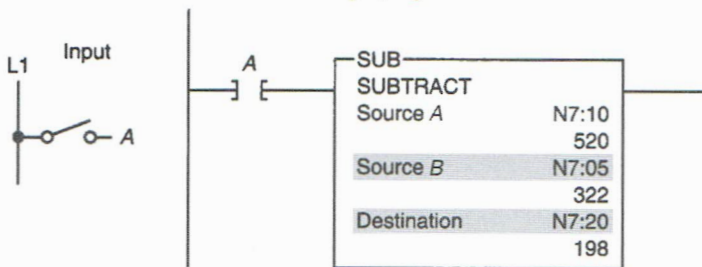 Input
L1
A
A
SUB
SUBTRACT
Source A N7:10
520
Source B N7:05
322
Destination N7:20
198